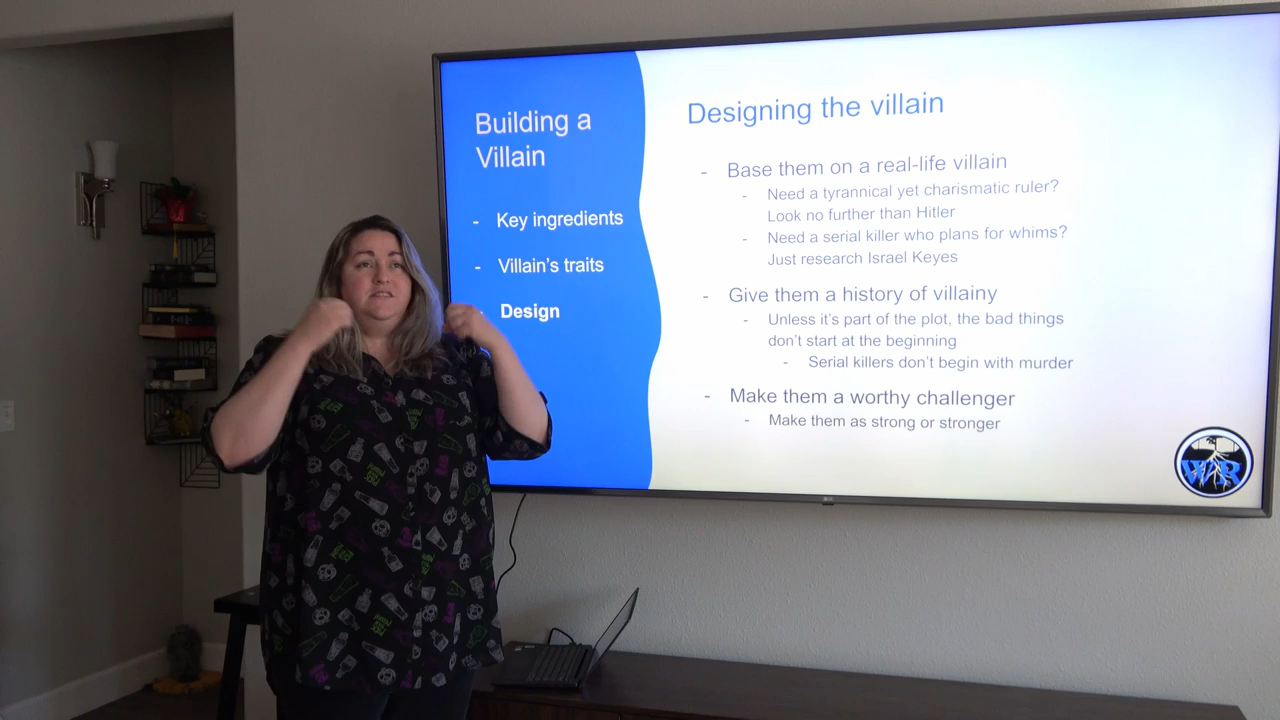 Building a
Villain
- Key ingredients
- Villain's traits
- Design
Designing the villain
- Base them on a real-life villain
- Need a tyrannical yet charismatic ruler?
Look no further than Hitler
- Need a serial killer who plans for whims?
Just research Israel Keyes
- Give them a history of villainy
- Unless it's part of the plot, the bad things
don't start at the beginning
- Serial killers don't begin with murder
- Make them a worthy challenger
- Make them as strong or stronger
WR
LG